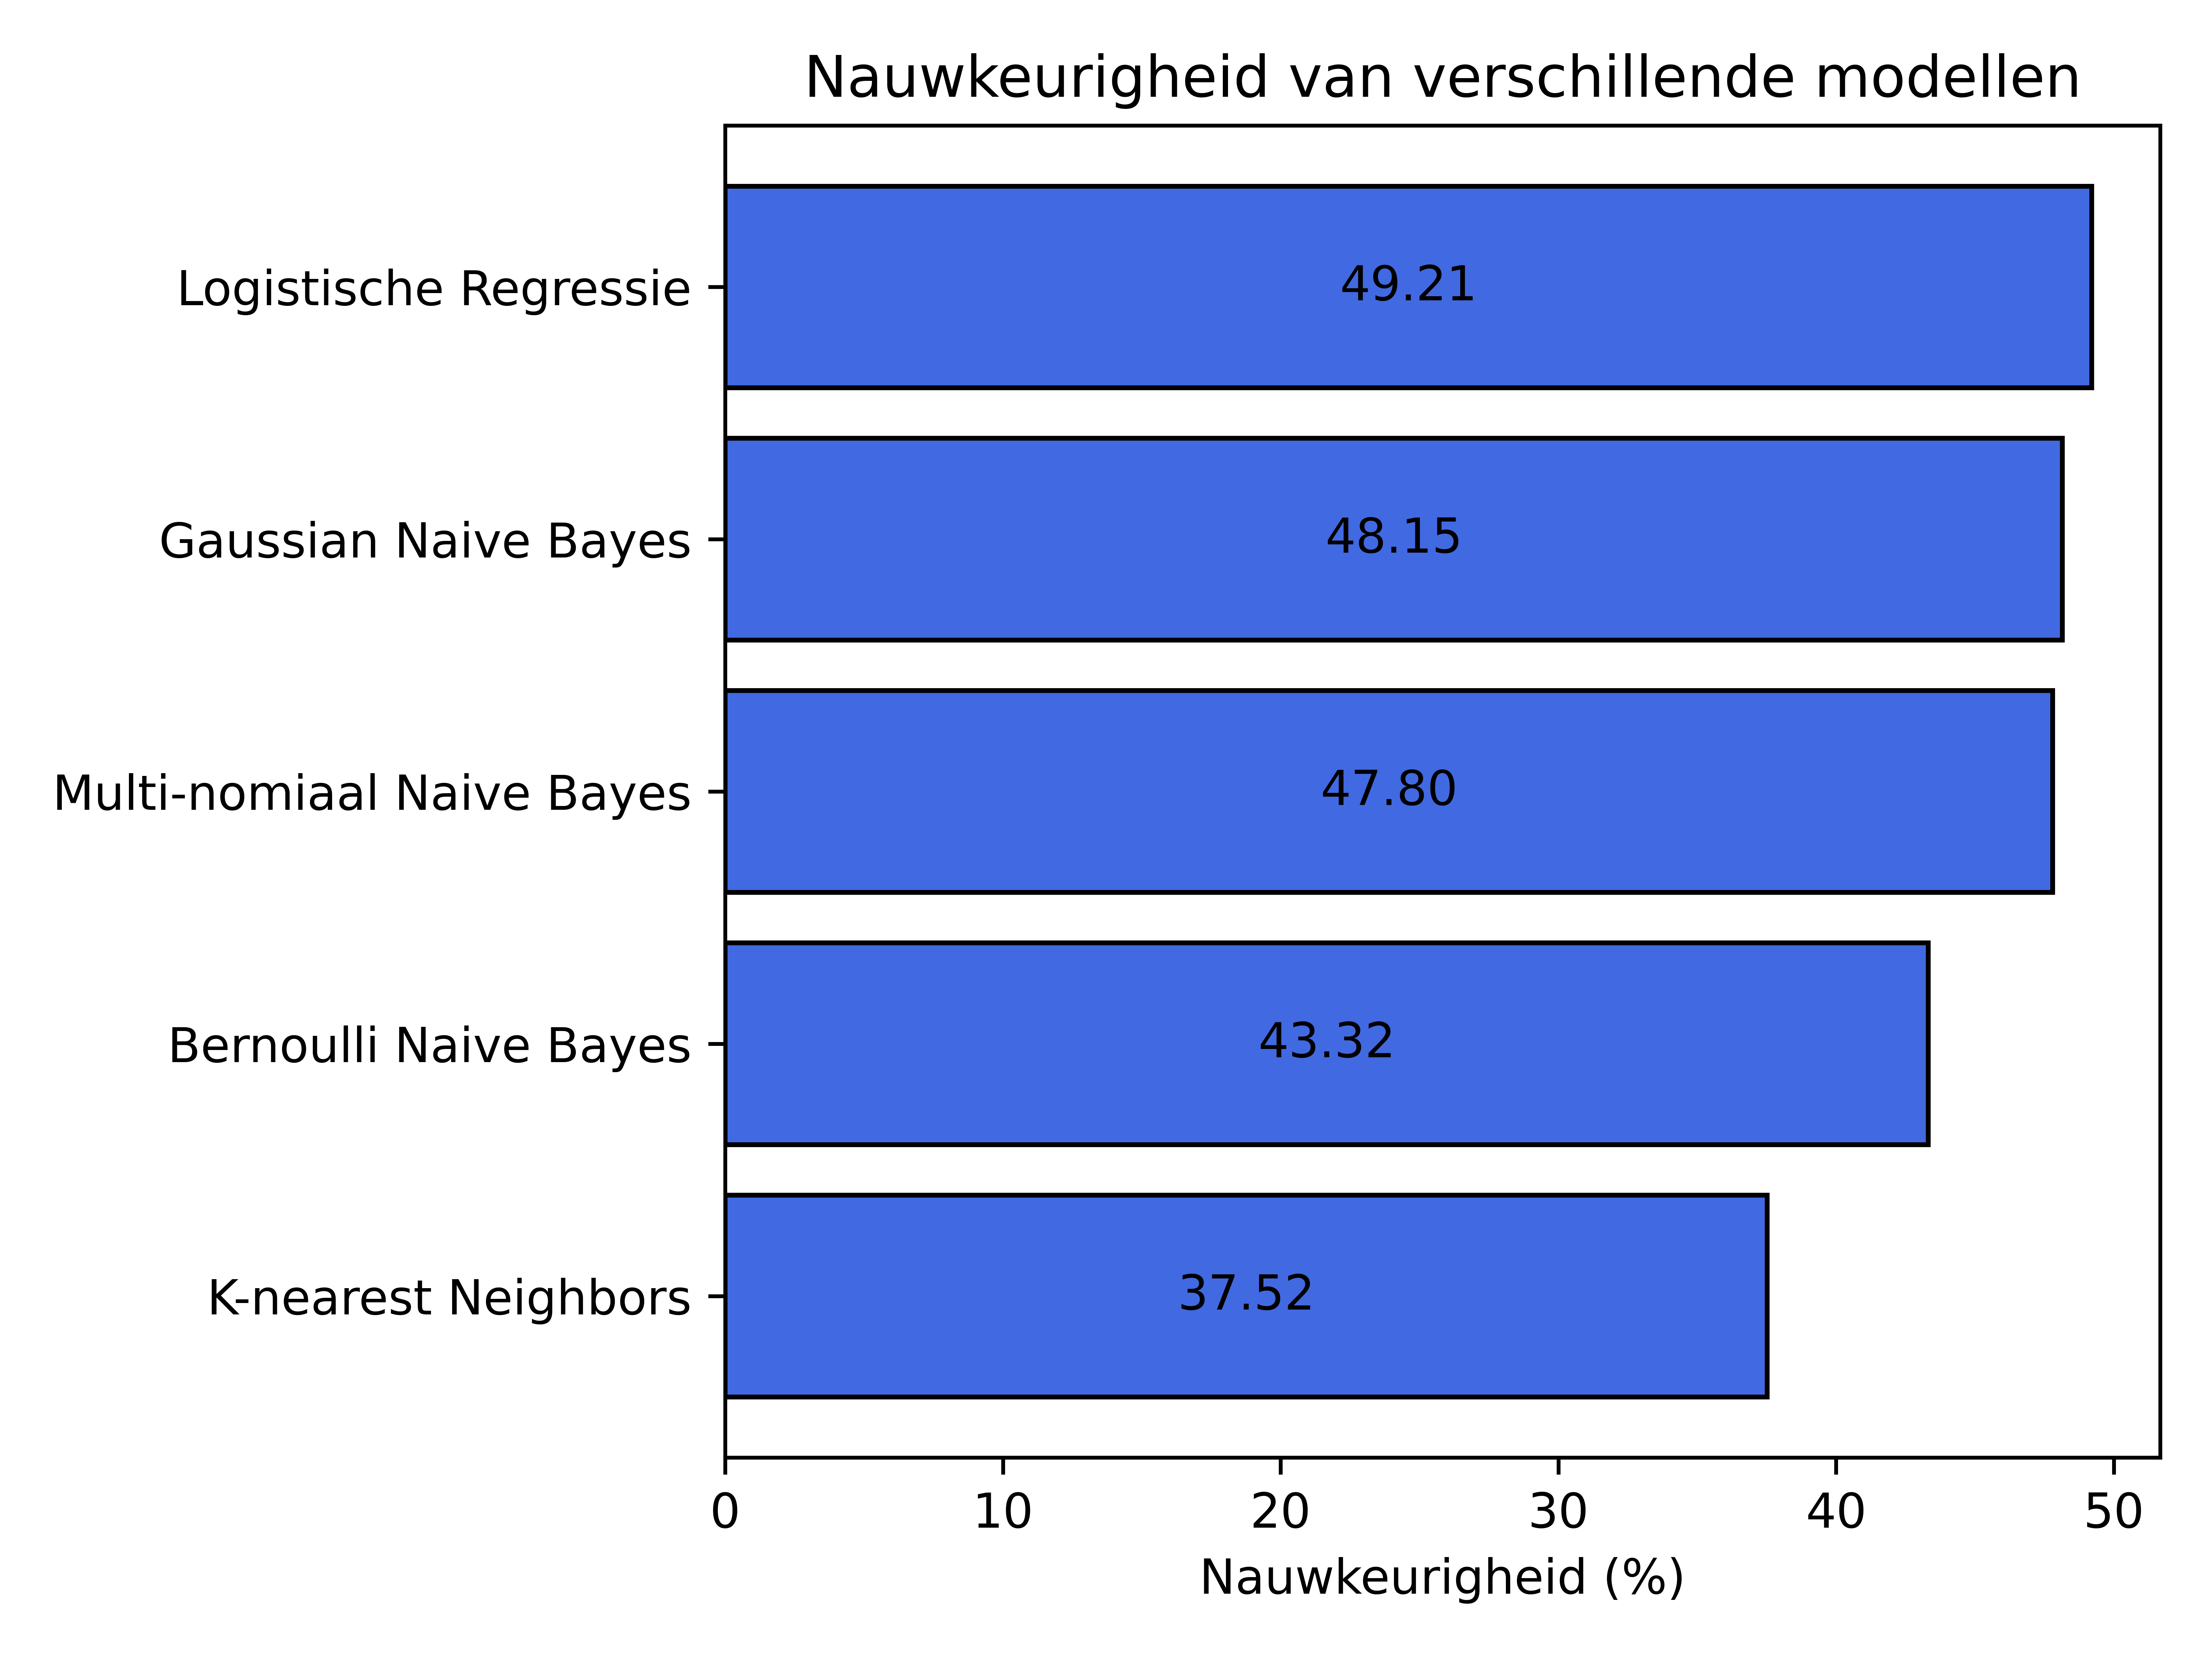 Nauwkeurigheid van verschillende modellen
Logistische Regressie
49.21
Gaussian Naive Bayes
48.15
Multi-nomiaal Naive Bayes
47.80
Bernoulli Naive Bayes
43.32
K-nearest Neighbors
37.52
0 10 20 30 40 50
Nauwkeurigheid (%)